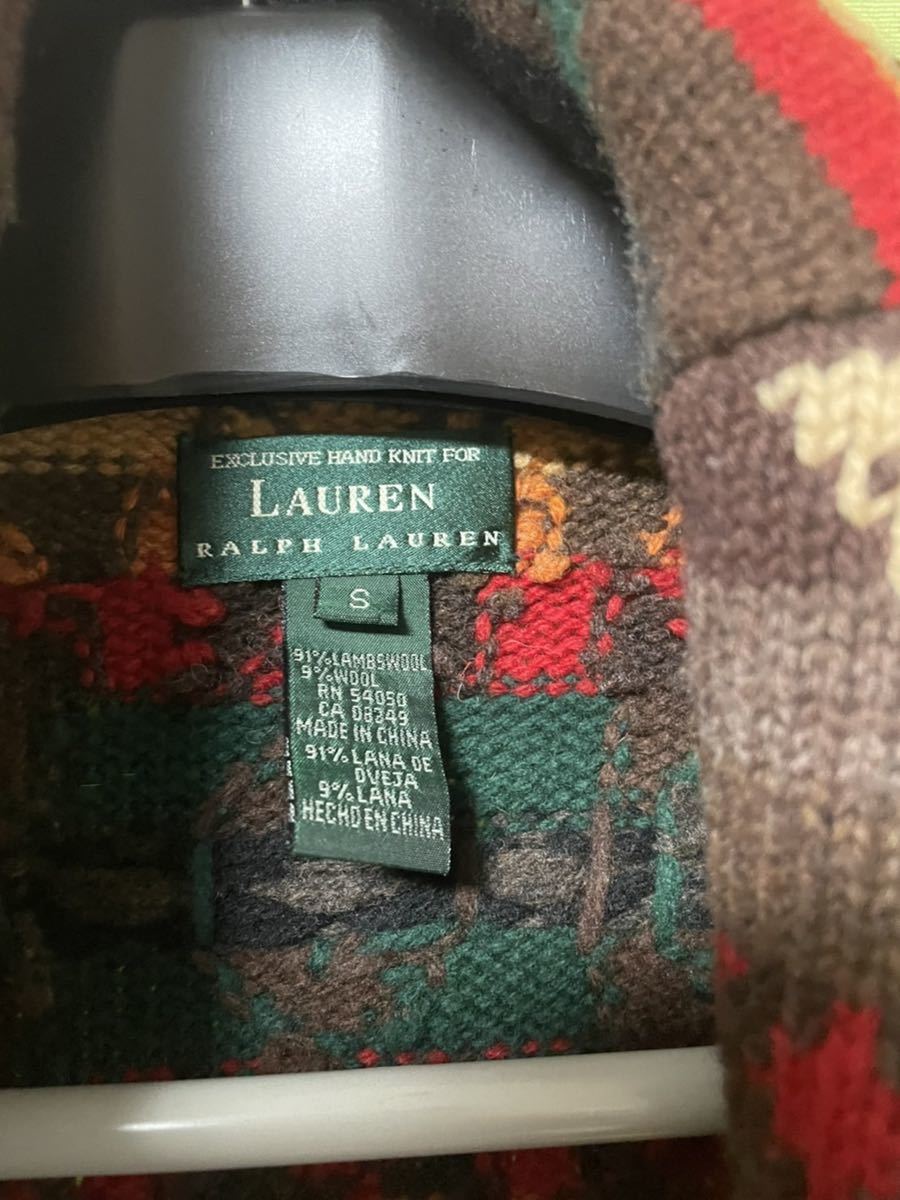 EXCLUSIVE HAND KNIT FOR
LAUREN
RALPH LAUREN
S
91% LAMBSWOOL
9% WOOL
RN 54050
CA 08249
MADE IN CHINA
91% LANA DE
OVEJA
9% LANA
HECHO EN CHINA